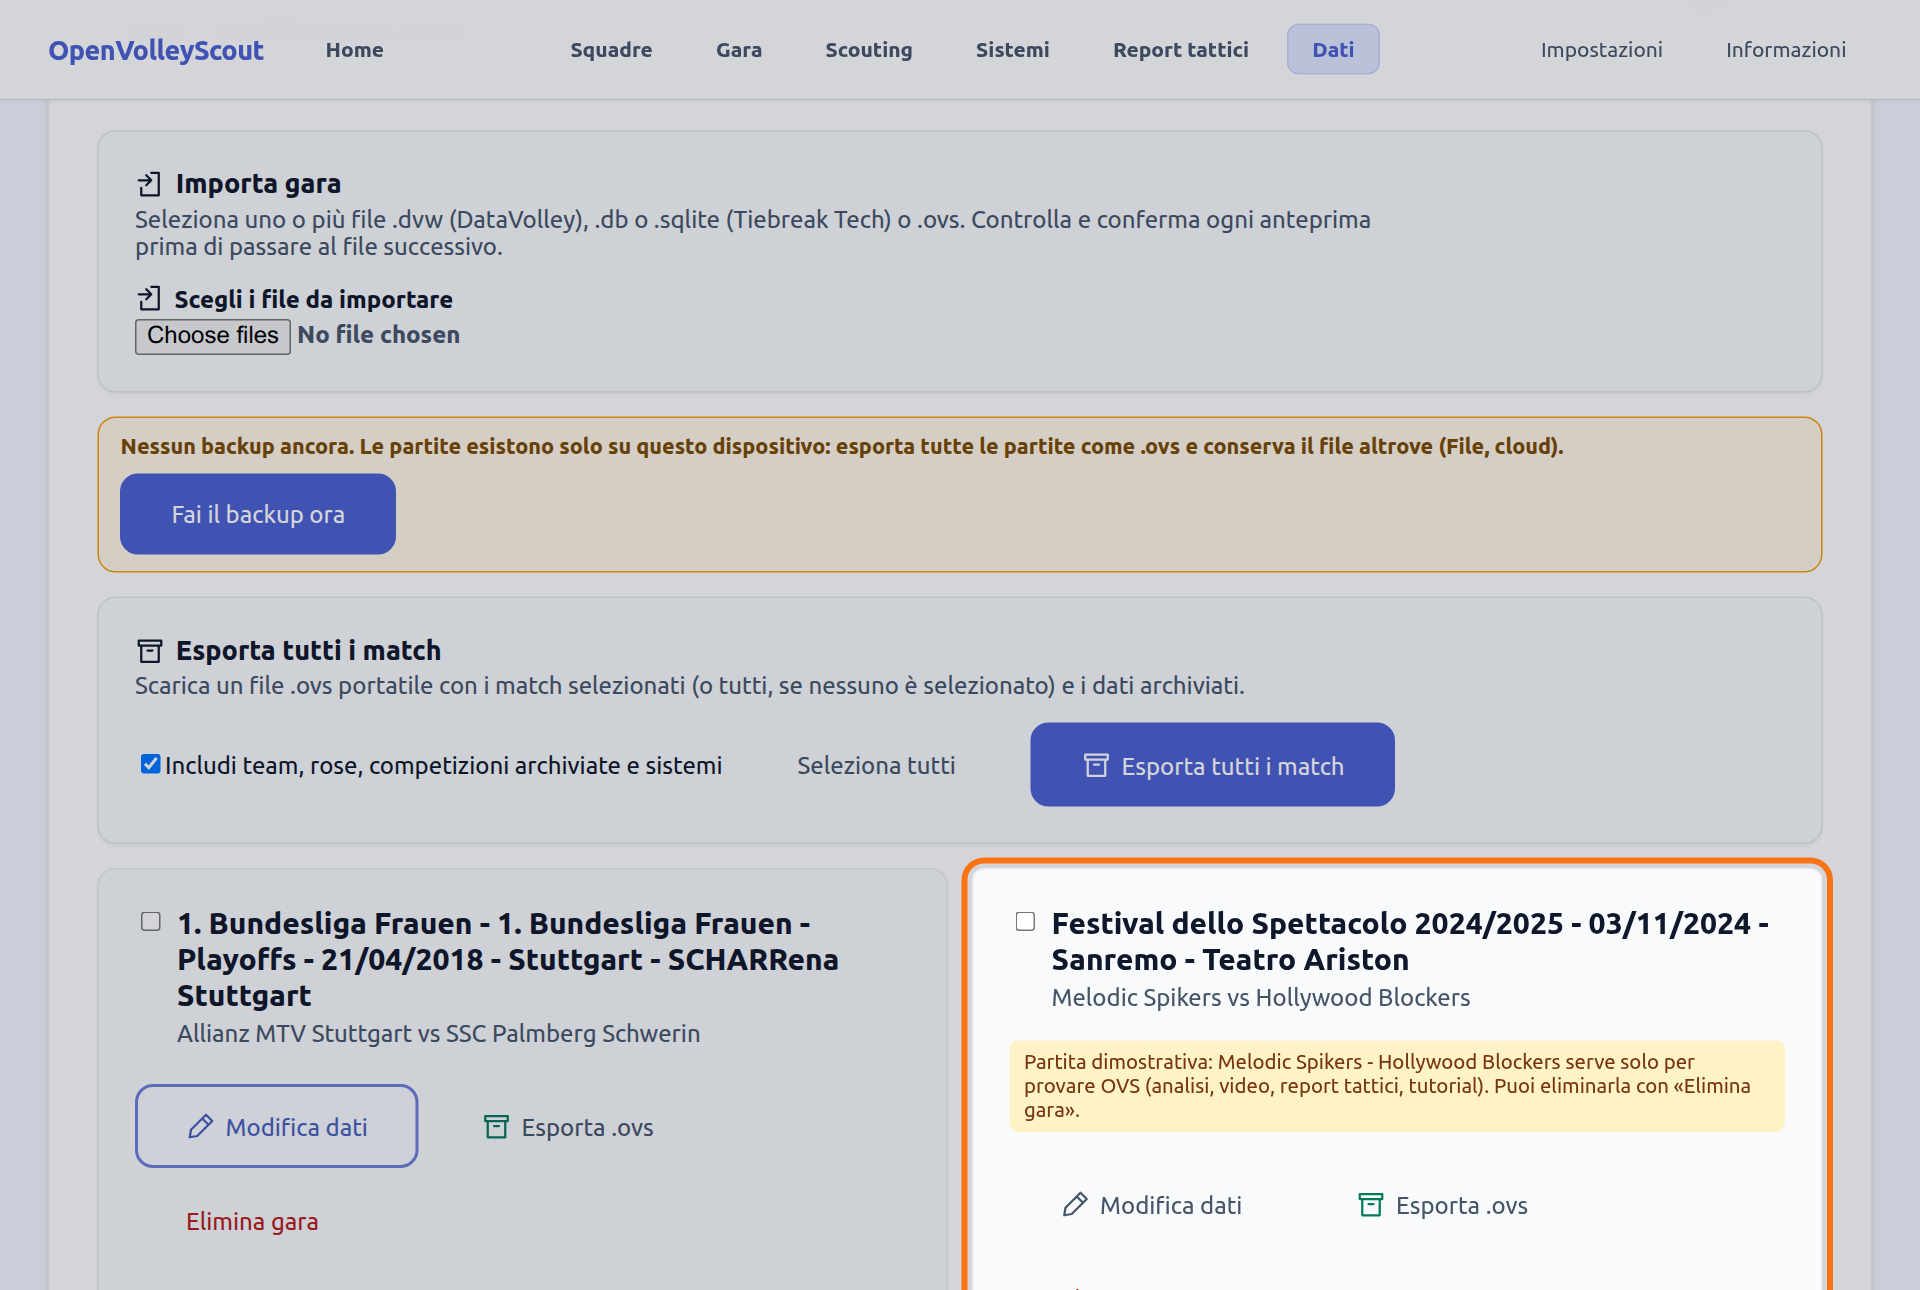 OpenVolleyScout Home Squadre Gara Scouting Sistemi Report tattici Dati Impostazioni Informazioni
Importa gara
Seleziona uno o più file .dvw (DataVolley), .db o .sqlite (Tiebreak Tech) o .ovs. Controlla e conferma ogni anteprima
prima di passare al file successivo.
Scegli i file da importare
Choose files No file chosen
Nessun backup ancora. Le partite esistono solo su questo dispositivo: esporta tutte le partite come .ovs e conserva il file altrove (File, cloud).
Fai il backup ora
Esporta tutti i match
Scarica un file .ovs portatile con i match selezionati (o tutti, se nessuno è selezionato) e i dati archiviati.
Includi team, rose, competizioni archiviate e sistemi Seleziona tutti Esporta tutti i match
1. Bundesliga Frauen - 1. Bundesliga Frauen -
Playoffs - 21/04/2018 - Stuttgart - SCHARRena
Stuttgart
Allianz MTV Stuttgart vs SSC Palmberg Schwerin
Modifica dati Esporta .ovs
Elimina gara
Festival dello Spettacolo 2024/2025 - 03/11/2024 -
Sanremo - Teatro Ariston
Melodic Spikers vs Hollywood Blockers
Partita dimostrativa: Melodic Spikers - Hollywood Blockers serve solo per
provare OVS (analisi, video, report tattici, tutorial). Puoi eliminarla con «Elimina
gara».
Modifica dati Esporta .ovs